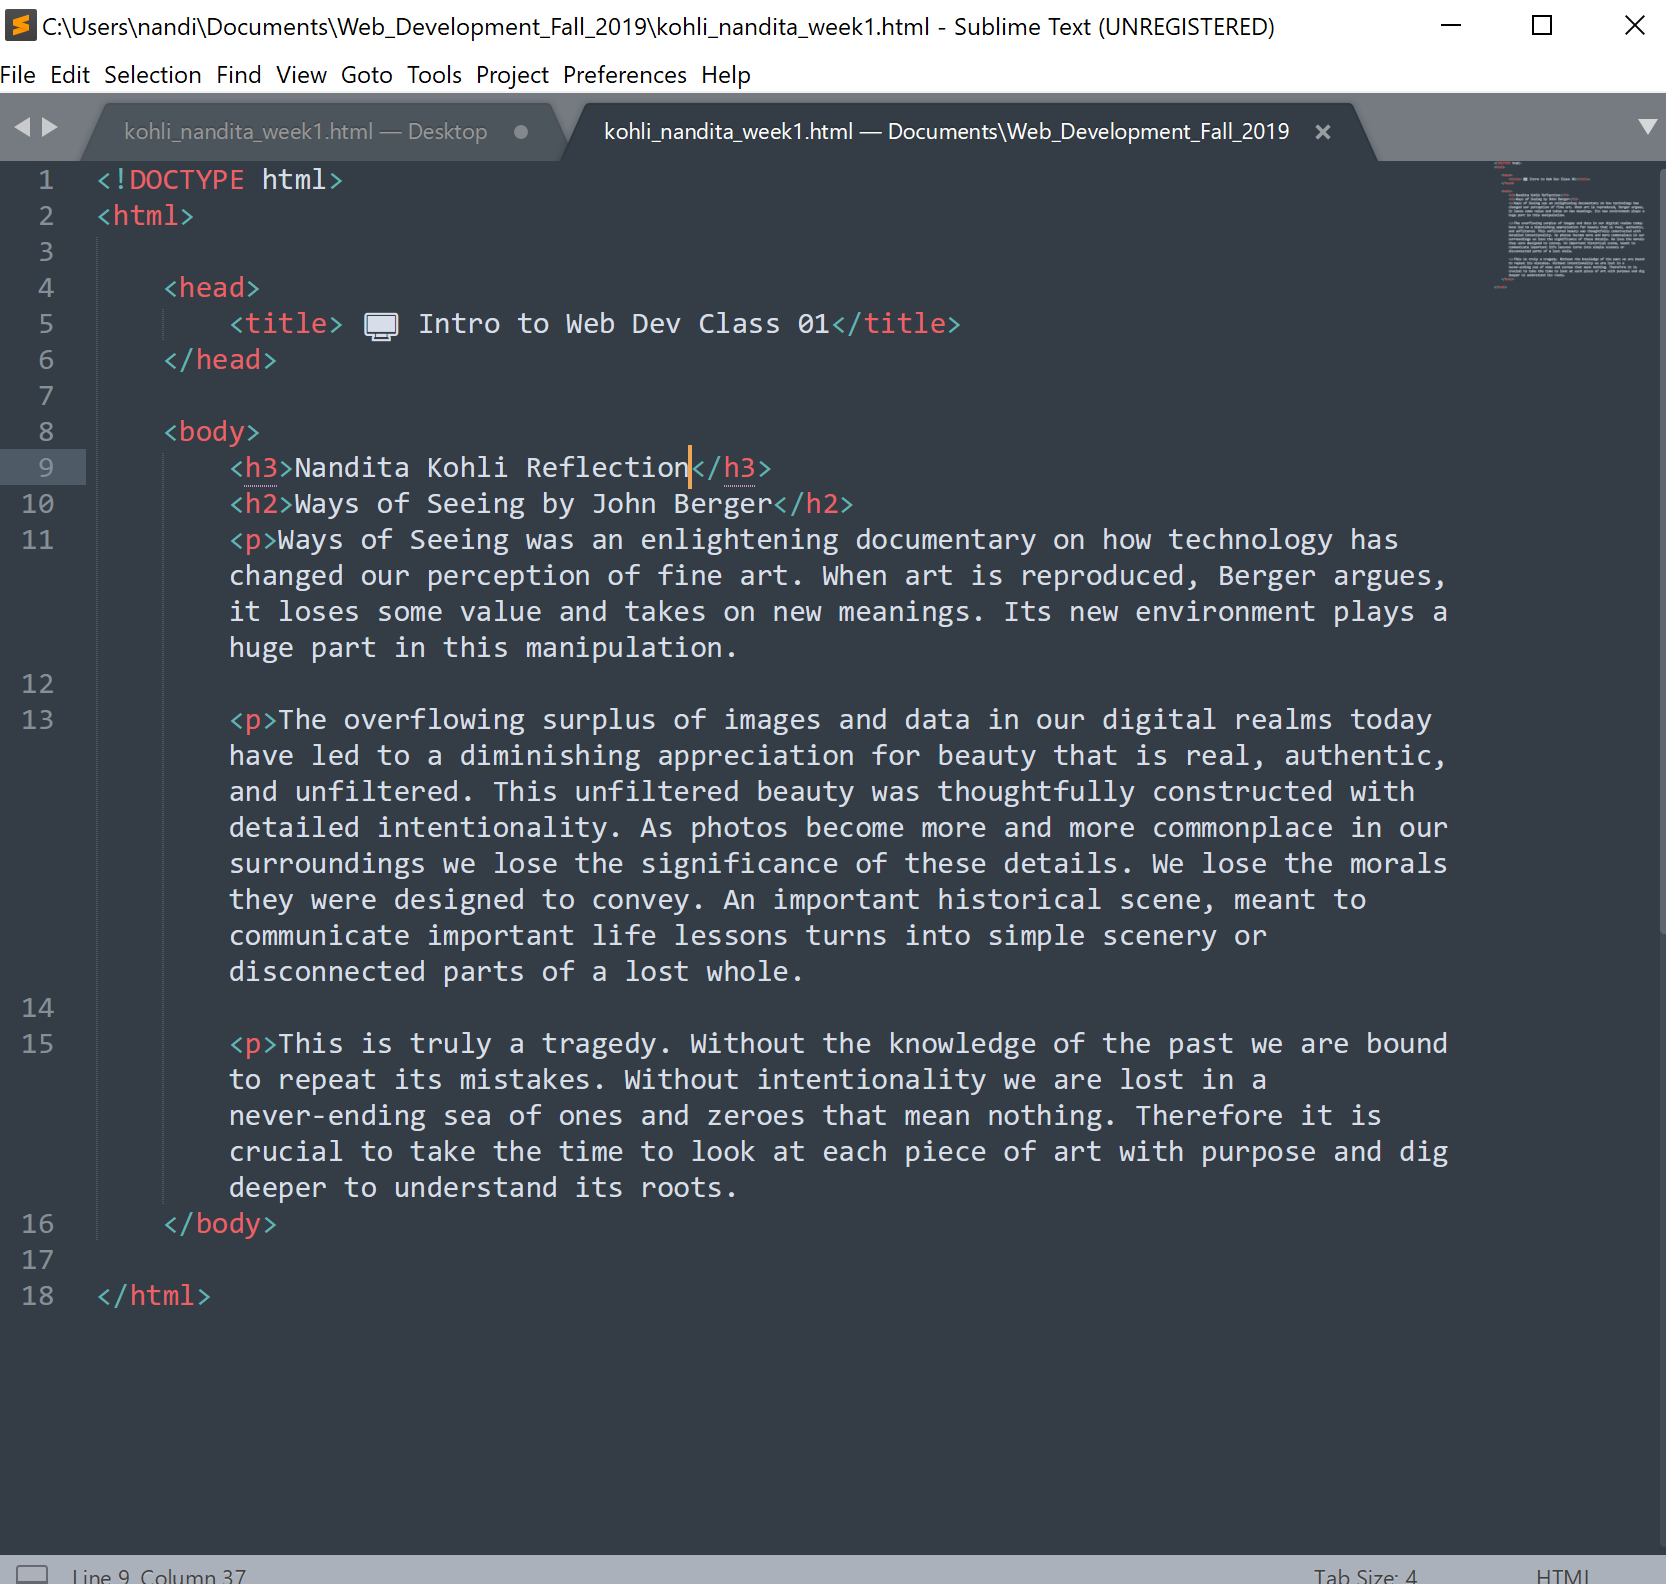 C:\Users\nandi\Documents\Web_Development_Fall_2019\kohli_nandita_week1.html - Sublime Text (UNREGISTERED)
File Edit Selection Find View Goto Tools Project Preferences Help
kohli_nandita_week1.html — Desktop
kohli_nandita_week1.html — Documents\Web_Development_Fall_2019
1 <!DOCTYPE html>
2 <html>
3
4 <head>
5 <title> 🖥 Intro to Web Dev Class 01</title>
6 </head>
7
8 <body>
9 <h3>Nandita Kohli Reflection</h3>
10 <h2>Ways of Seeing by John Berger</h2>
11 <p>Ways of Seeing was an enlightening documentary on how technology has
changed our perception of fine art. When art is reproduced, Berger argues,
it loses some value and takes on new meanings. Its new environment plays a
huge part in this manipulation.
12
13 <p>The overflowing surplus of images and data in our digital realms today
have led to a diminishing appreciation for beauty that is real, authentic,
and unfiltered. This unfiltered beauty was thoughtfully constructed with
detailed intentionality. As photos become more and more commonplace in our
surroundings we lose the significance of these details. We lose the morals
they were designed to convey. An important historical scene, meant to
communicate important life lessons turns into simple scenery or
disconnected parts of a lost whole.
14
15 <p>This is truly a tragedy. Without the knowledge of the past we are bound
to repeat its mistakes. Without intentionality we are lost in a
never-ending sea of ones and zeroes that mean nothing. Therefore it is
crucial to take the time to look at each piece of art with purpose and dig
deeper to understand its roots.
16 </body>
17
18 </html>
Line 9, Column 37 Tab Size: 4 HTML